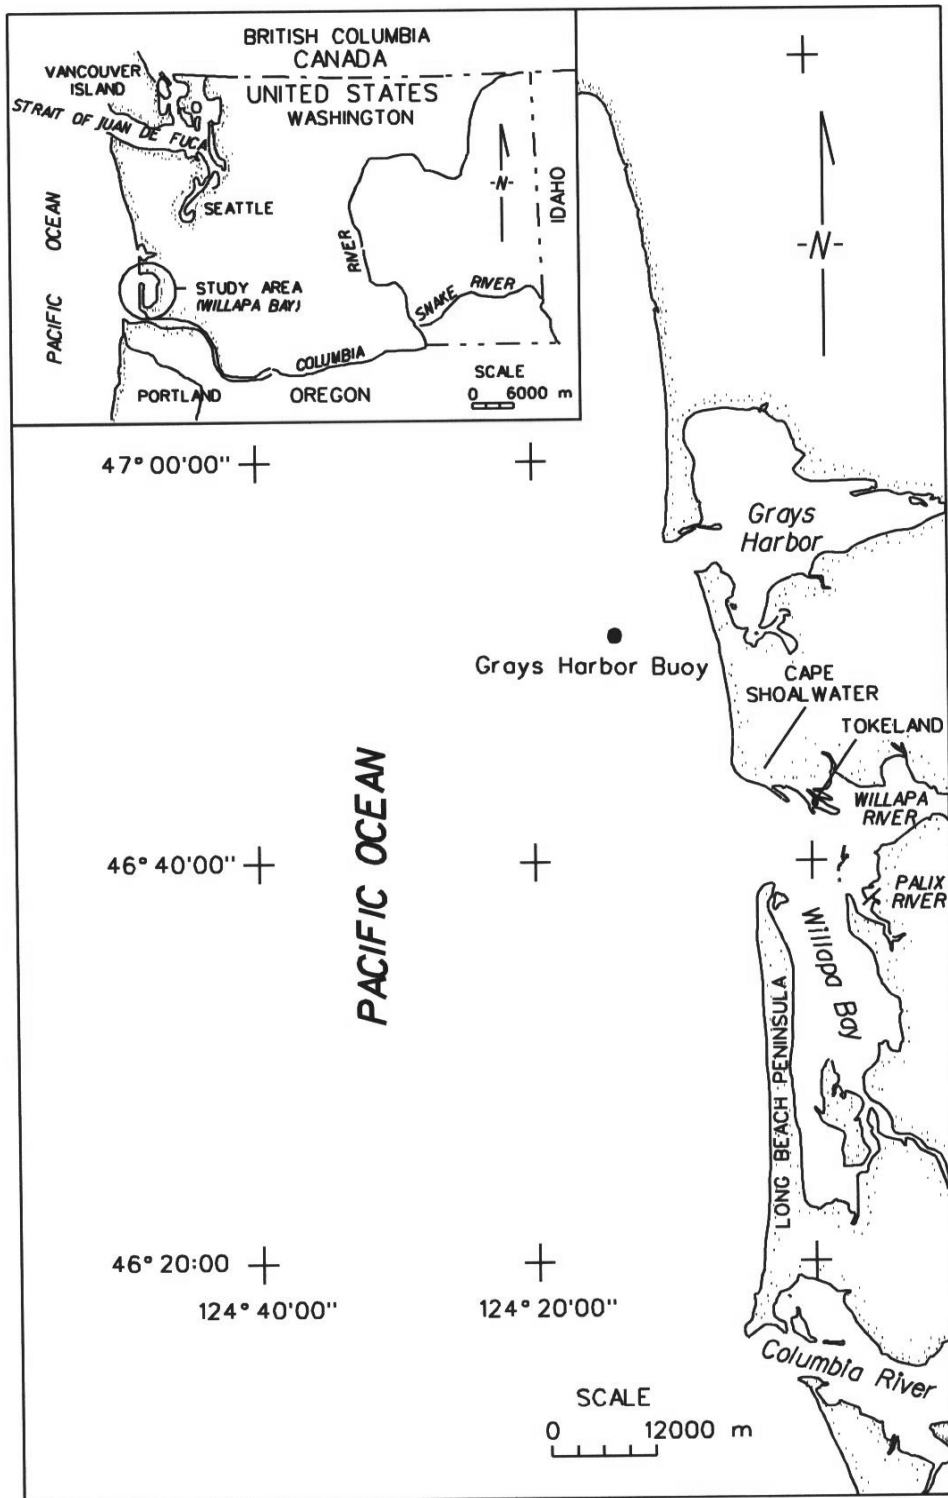 BRITISH COLUMBIA
CANADA
VANCOUVER
ISLAND
UNITED STATES
WASHINGTON
STRAIT OF JUAN DE FUCA
-N-
IDAHO
SEATTLE
PACIFIC OCEAN
RIVER
STUDY AREA
(WILLAPA BAY)
SNAKE RIVER
COLUMBIA
PORTLAND
OREGON
SCALE
0 6000 m
-N-
47° 00'00"
Grays
Harbor
Grays Harbor Buoy
CAPE
SHOALWATER
TOKELAND
WILLAPA
RIVER
PACIFIC OCEAN
46° 40'00"
PALIX
RIVER
Willapa Bay
LONG BEACH PENINSULA
46° 20:00
124° 40'00"
124° 20'00"
Columbia River
SCALE
0 12000 m